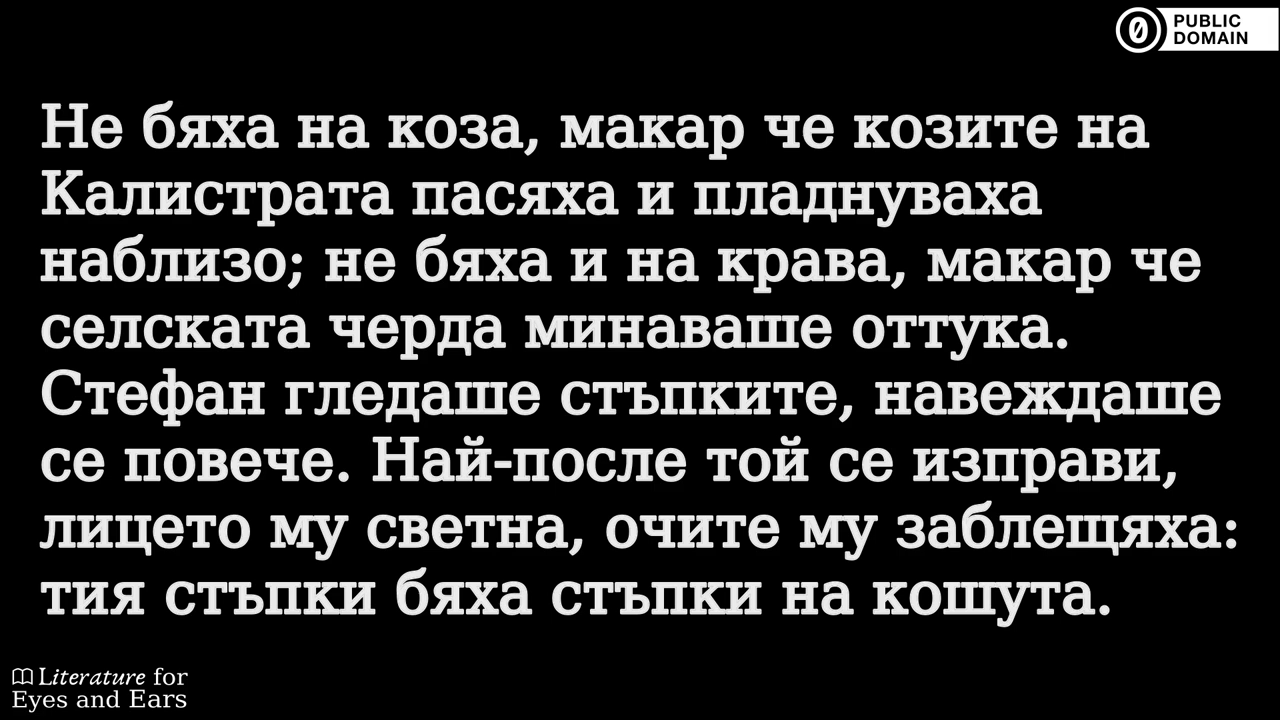 PUBLIC
DOMAIN
Не бяха на коза, макар че козите на
Калистрата пасяха и пладнуваха
наблизо; не бяха и на крава, макар че
селската черда минаваше оттука.
Стефан гледаше стъпките, навеждаше
се повече. Най-после той се изправи,
лицето му светна, очите му заблещяха:
тия стъпки бяха стъпки на кошута.
Literature for
Eyes and Ears